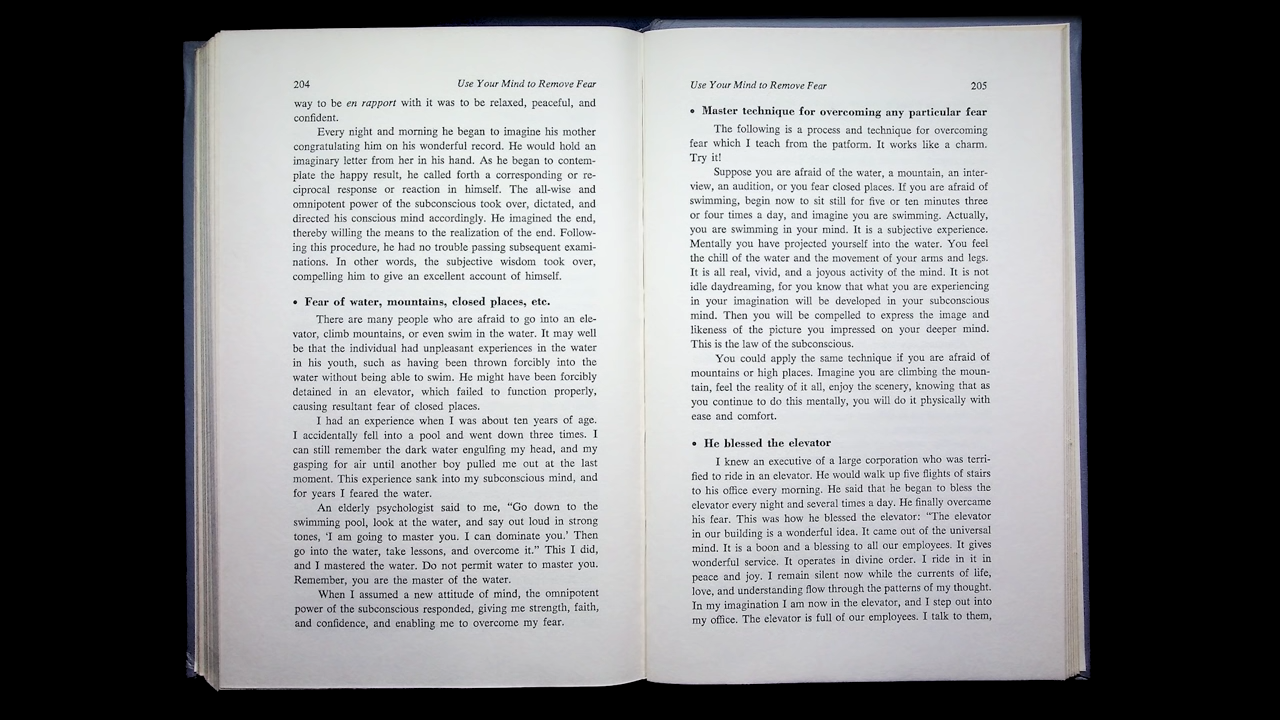 204 Use Your Mind to Remove Fear
way to be en rapport with it was to be relaxed, peaceful, and
confident.
Every night and morning he began to imagine his mother
congratulating him on his wonderful record. He would hold an
imaginary letter from her in his hand. As he began to contem-
plate the happy result, he called forth a corresponding or re-
ciprocal response or reaction in himself. The all-wise and
omnipotent power of the subconscious took over, dictated, and
directed his conscious mind accordingly. He imagined the end,
thereby willing the means to the realization of the end. Follow-
ing this procedure, he had no trouble passing subsequent exami-
nations. In other words, the subjective wisdom took over,
compelling him to give an excellent account of himself.
• Fear of water, mountains, closed places, etc.
There are many people who are afraid to go into an ele-
vator, climb mountains, or even swim in the water. It may well
be that the individual had unpleasant experiences in the water
in his youth, such as having been thrown forcibly into the
water without being able to swim. He might have been forcibly
detained in an elevator, which failed to function properly,
causing resultant fear of closed places.
I had an experience when I was about ten years of age.
I accidentally fell into a pool and went down three times. I
can still remember the dark water engulfing my head, and my
gasping for air until another boy pulled me out at the last
moment. This experience sank into my subconscious mind, and
for years I feared the water.
An elderly psychologist said to me, “Go down to the
swimming pool, look at the water, and say out loud in strong
tones, ‘I am going to master you. I can dominate you.’ Then
go into the water, take lessons, and overcome it.” This I did,
and I mastered the water. Do not permit water to master you.
Remember, you are the master of the water.
When I assumed a new attitude of mind, the omnipotent
power of the subconscious responded, giving me strength, faith,
and confidence, and enabling me to overcome my fear.
Use Your Mind to Remove Fear 205
• Master technique for overcoming any particular fear
The following is a process and technique for overcoming
fear which I teach from the patform. It works like a charm.
Try it!
Suppose you are afraid of the water, a mountain, an inter-
view, an audition, or you fear closed places. If you are afraid of
swimming, begin now to sit still for five or ten minutes three
or four times a day, and imagine you are swimming. Actually,
you are swimming in your mind. It is a subjective experience.
Mentally you have projected yourself into the water. You feel
the chill of the water and the movement of your arms and legs.
It is all real, vivid, and a joyous activity of the mind. It is not
idle daydreaming, for you know that what you are experiencing
in your imagination will be developed in your subconscious
mind. Then you will be compelled to express the image and
likeness of the picture you impressed on your deeper mind.
This is the law of the subconscious.
You could apply the same technique if you are afraid of
mountains or high places. Imagine you are climbing the moun-
tain, feel the reality of it all, enjoy the scenery, knowing that as
you continue to do this mentally, you will do it physically with
ease and comfort.
• He blessed the elevator
I knew an executive of a large corporation who was terri-
fied to ride in an elevator. He would walk up five flights of stairs
to his office every morning. He said that he began to bless the
elevator every night and several times a day. He finally overcame
his fear. This was how he blessed the elevator: “The elevator
in our building is a wonderful idea. It came out of the universal
mind. It is a boon and a blessing to all our employees. It gives
wonderful service. It operates in divine order. I ride in it in
peace and joy. I remain silent now while the currents of life,
love, and understanding flow through the patterns of my thought.
In my imagination I am now in the elevator, and I step out into
my office. The elevator is full of our employees. I talk to them,